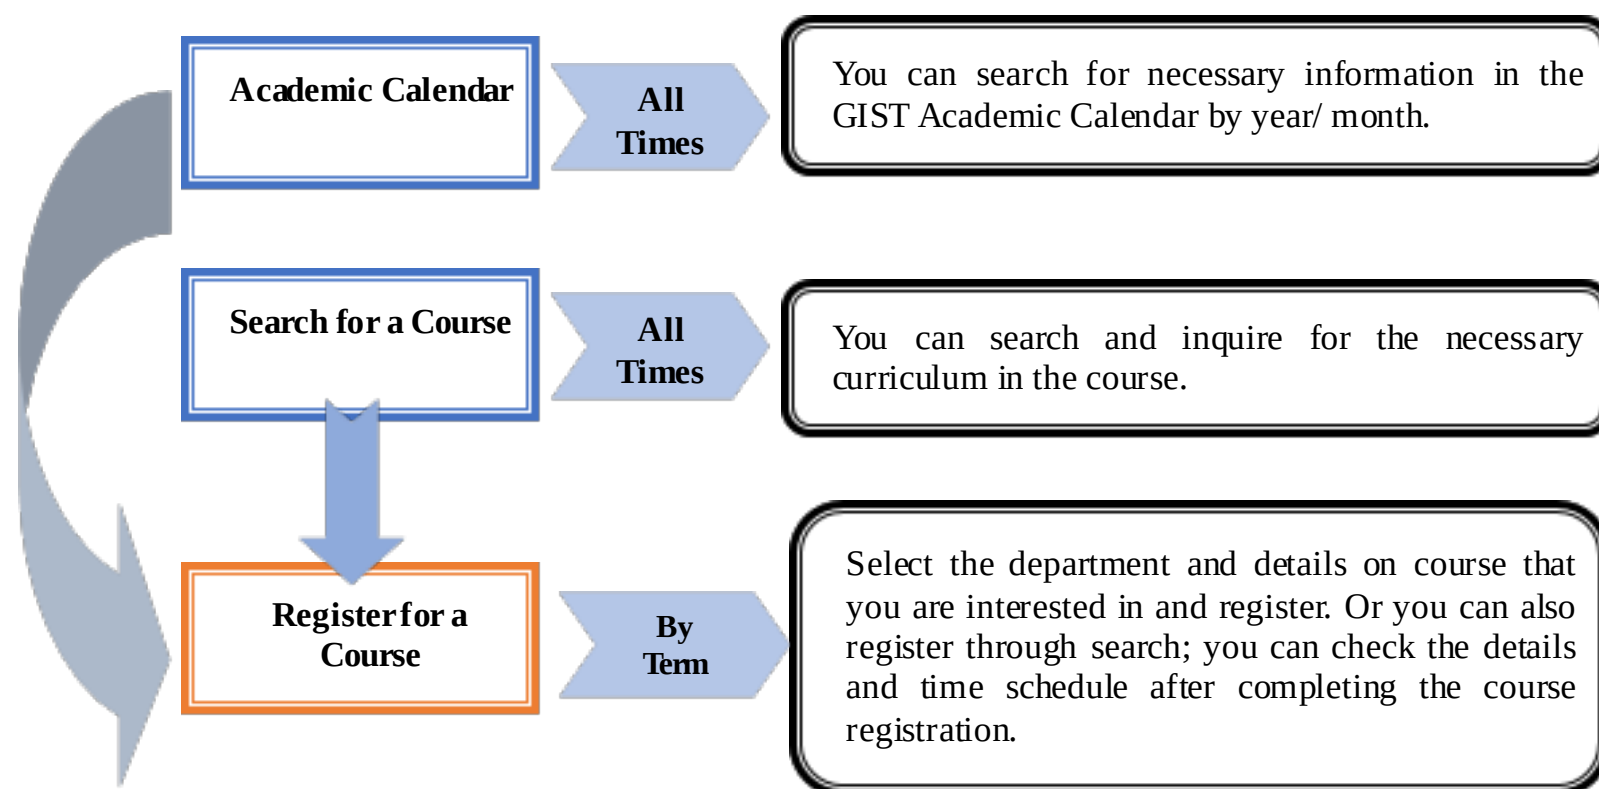 Academic Calendar
All
Times
You can search for necessary information in the
GIST Academic Calendar by year/ month.
Search for a Course
All
Times
You can search and inquire for the necessary
curriculum in the course.
Register for a
Course
By
Term
Select the department and details on course that
you are interested in and register. Or you can also
register through search; you can check the details
and time schedule after completing the course
registration.